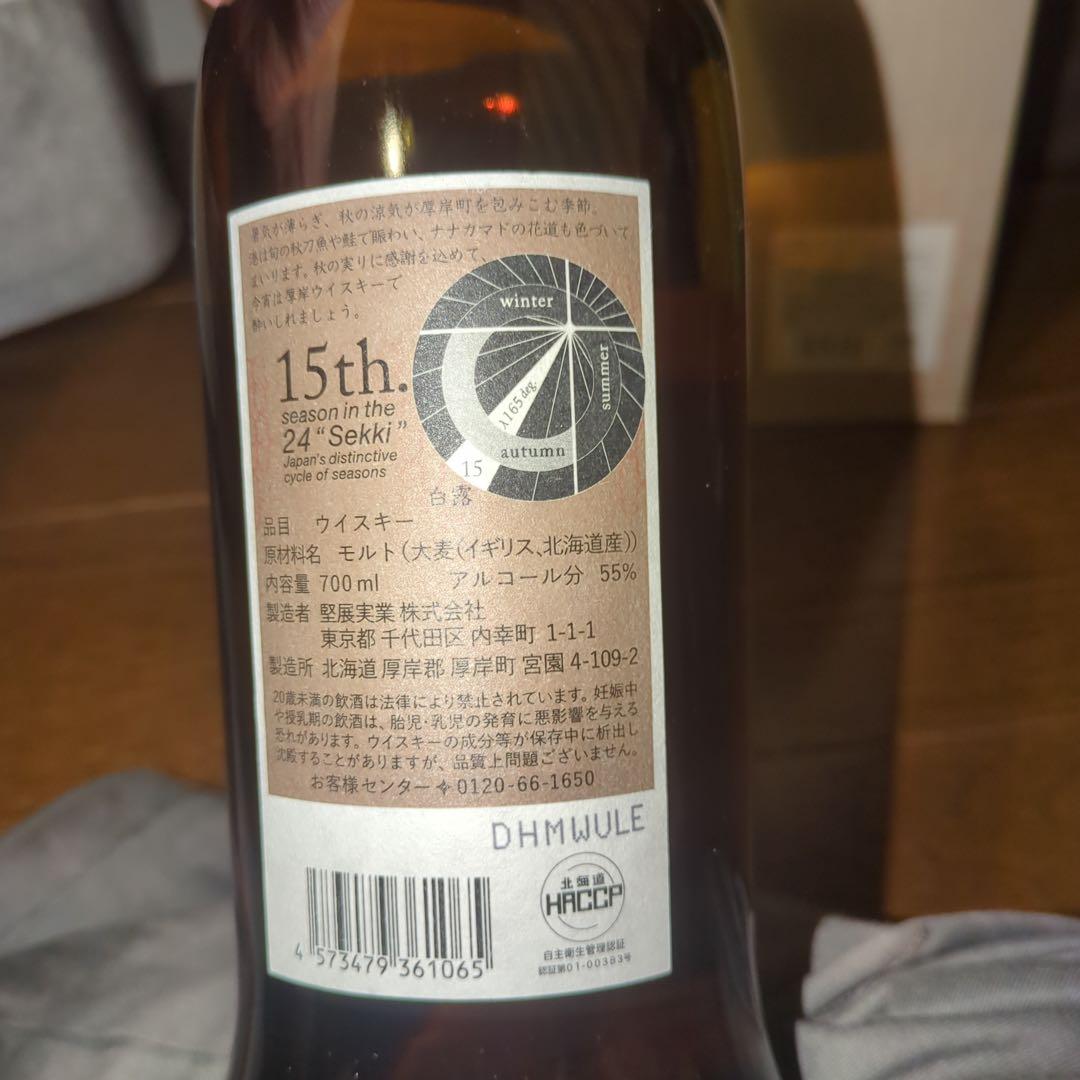 暑気が薄らぎ、秋の涼気が厚岸町を包みこむ季節。
港は旬の秋刀魚や鮭で賑わい、ナナカマドの花道も色づいて
まいります。秋の実りに感謝を込めて、
今宵は厚岸ウイスキーで
酔いしれましょう。
winter
summer
autumn
λ165deg.
15
白露
15th.
season in the
24 "Sekki"
Japan's distinctive
cycle of seasons
品目 ウイスキー
原材料名 モルト(大麦(イギリス、北海道産))
内容量 700ml アルコール分 55%
製造者 堅展実業 株式会社
東京都 千代田区 内幸町 1-1-1
製造所 北海道 厚岸郡 厚岸町 宮園 4-109-2
20歳未満の飲酒は法律により禁止されています。妊娠中
や授乳期の飲酒は、胎児・乳児の発育に悪影響を与える
恐れがあります。ウイスキーの成分等が保存中に析出し
沈殿することがありますが、品質上問題ございません。
お客様センター 0120-66-1650
DHMWULE
北海道
HACCP
自主衛生管理認証
認証第01-00383号
4 573479 361065